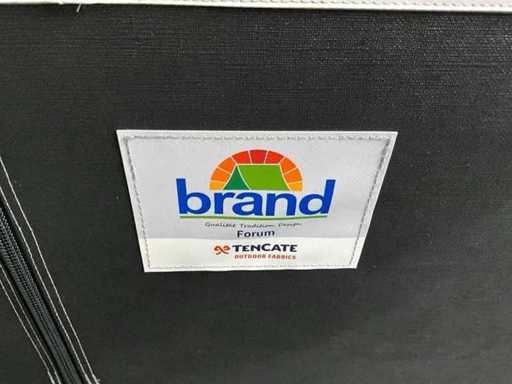 brand
Qualität Tradition Design
Forum
TENCATE
OUTDOOR FABRICS